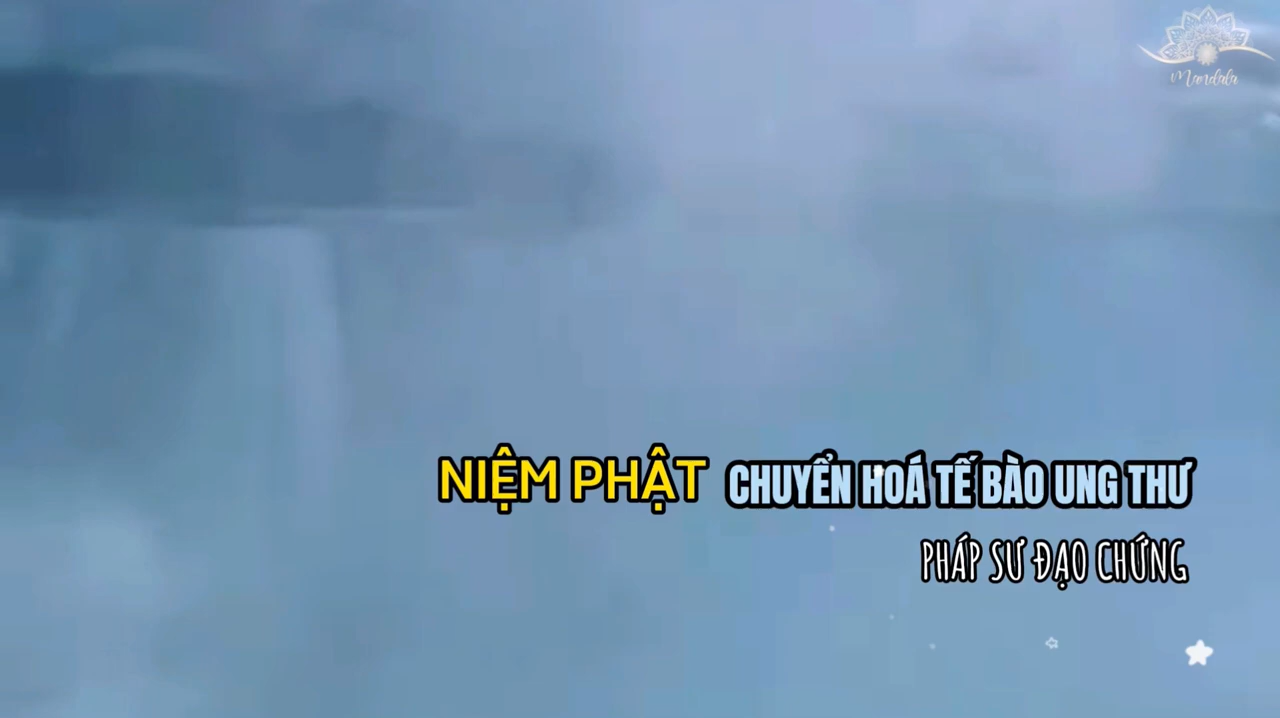 Mandala
NIỆM PHẬT CHUYỂN HOÁ TẾ BÀO UNG THƯ
PHÁP SƯ ĐẠO CHỨNG